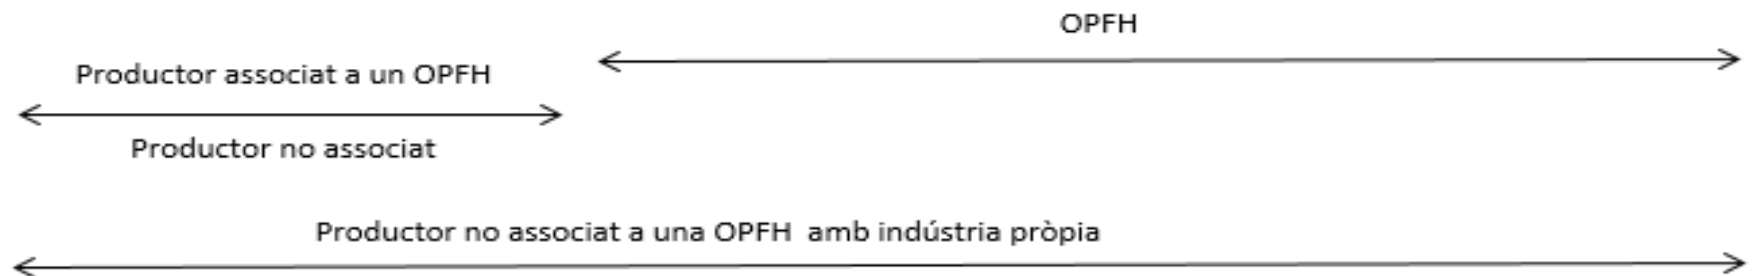 OPFH
Productor associat a un OPFH
Productor no associat
Productor no associat a una OPFH amb indústria pròpia